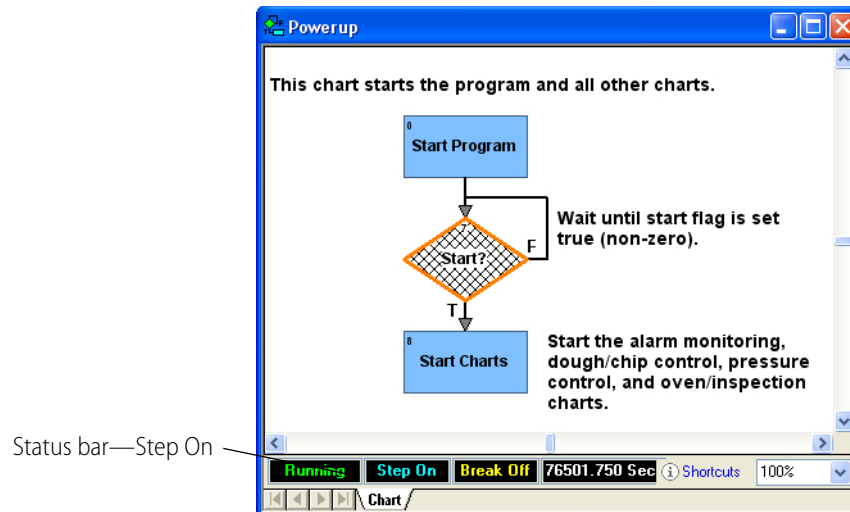 Powerup
This chart starts the program and all other charts.
0
Start Program
7
Start?
F
Wait until start flag is set
true (non-zero).
T
8
Start Charts
Start the alarm monitoring,
dough/chip control, pressure
control, and oven/inspection
charts.
Status bar—Step On
Running Step On Break Off 76501.750 Sec Shortcuts 100%
Chart